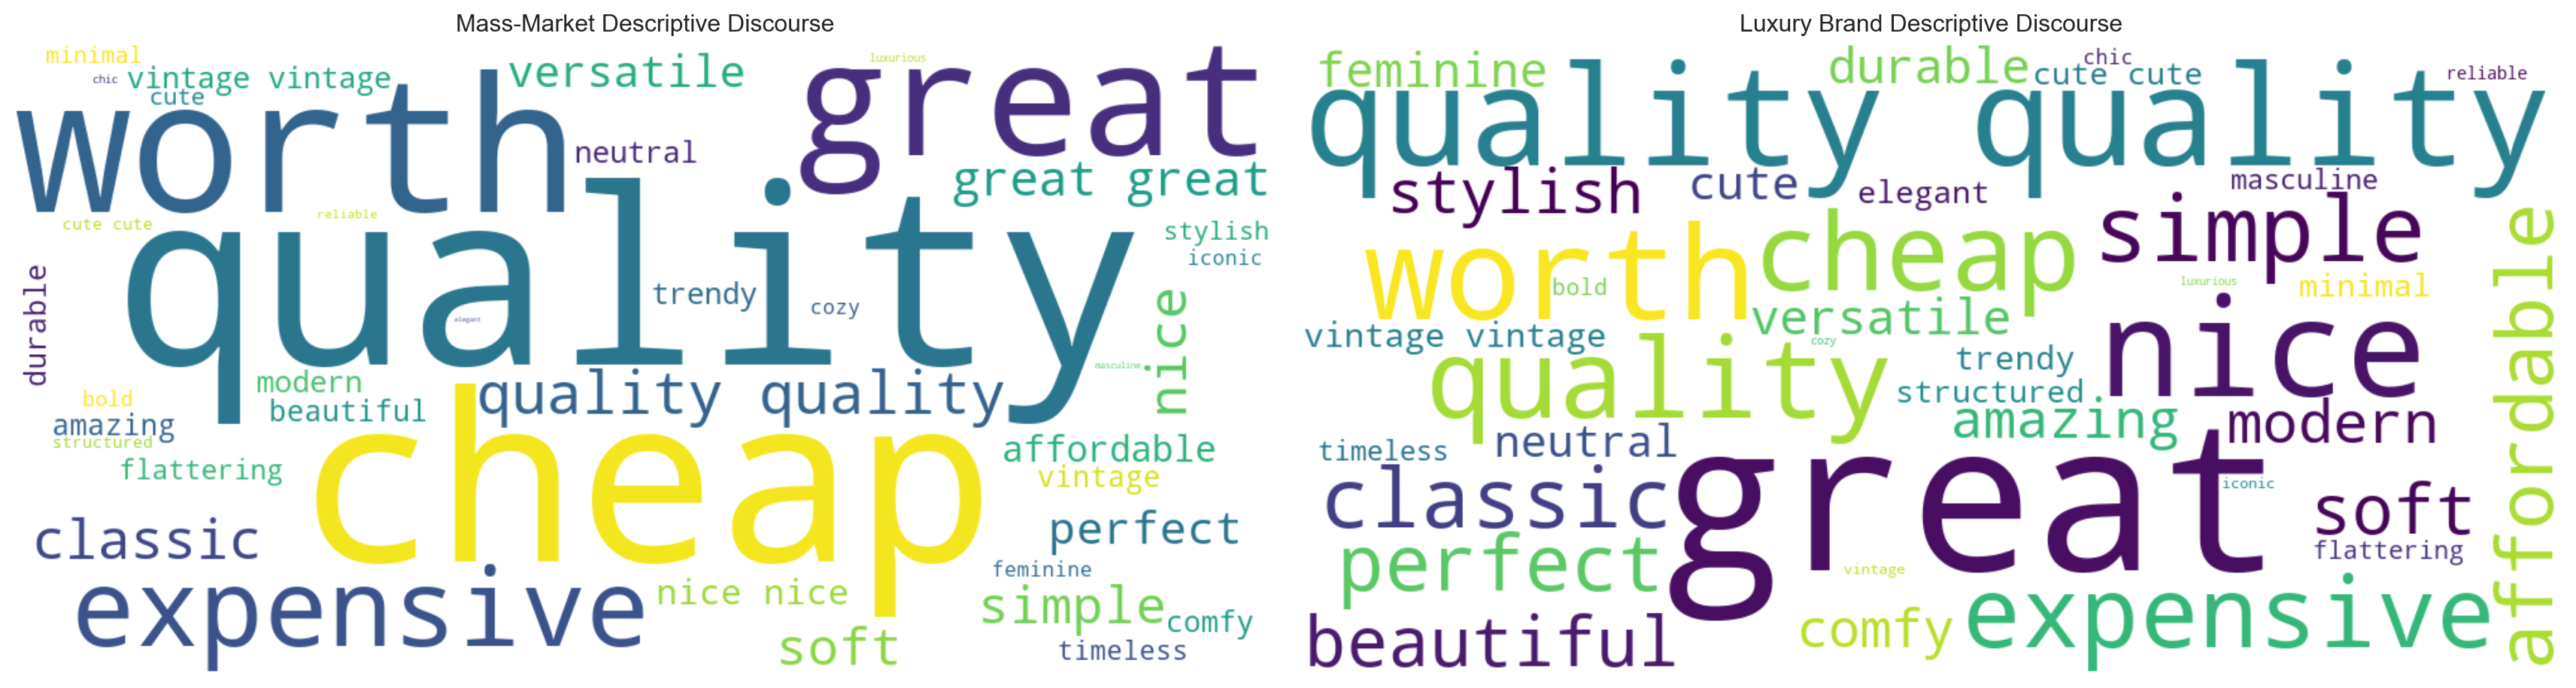 Mass-Market Descriptive Discourse
minimal
chic
vintage vintage
cute
versatile
luxurious
great
worth
neutral
great great
cute cute
reliable
quality
stylish
iconic
durable
trendy
cozy
elegant
nice
masculine
modern
beautiful
quality quality
bold
amazing
structured
cheap
affordable
flattering
vintage
classic
perfect
expensive
nice nice
feminine
simple
comfy
soft
timeless
Luxury Brand Descriptive Discourse
feminine
durable
chic
cute cute
reliable
quality
quality
stylish
cute
elegant
masculine
simple
worth
cheap
bold
luxurious
minimal
affordable
vintage vintage
versatile
cozy
nice
quality
trendy
structured
amazing
modern
timeless
neutral
classic
great
iconic
soft
perfect
flattering
vintage
beautiful
comfy
expensive